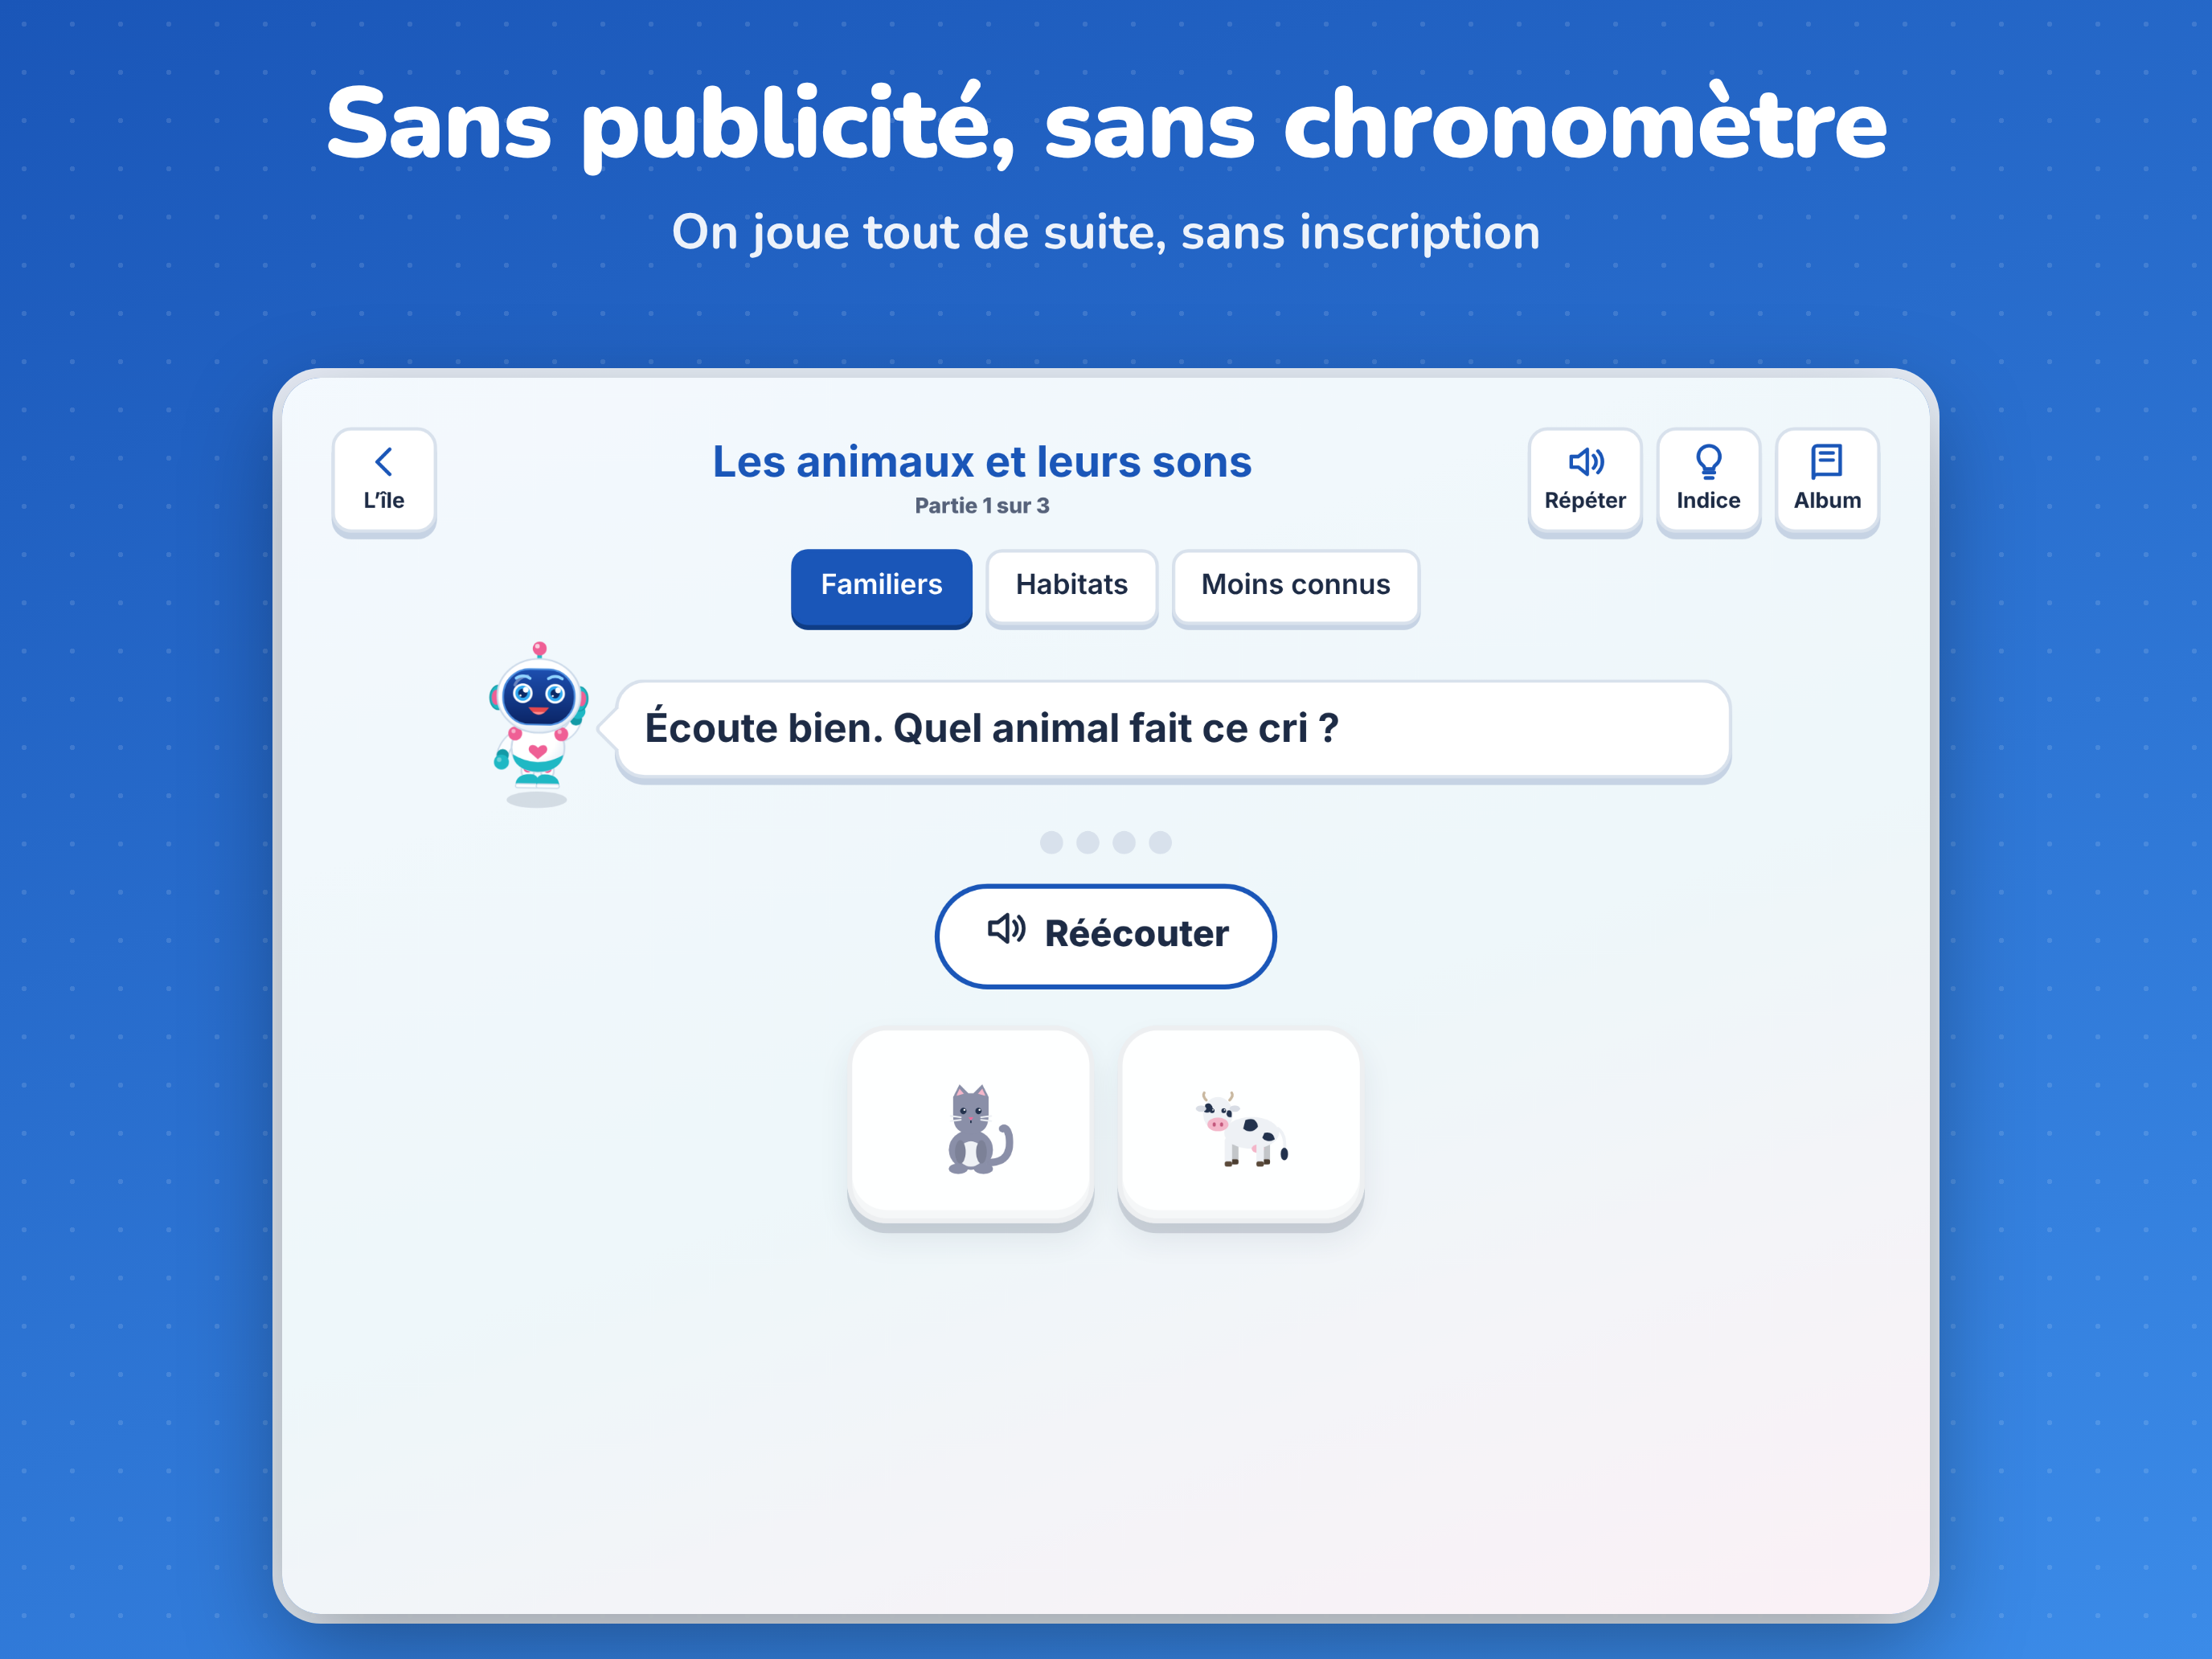 Sans publicité, sans chronomètre
On joue tout de suite, sans inscription
L'île
Les animaux et leurs sons
Partie 1 sur 3
Répéter
Indice
Album
Familiers
Habitats
Moins connus
Écoute bien. Quel animal fait ce cri ?
Réécouter